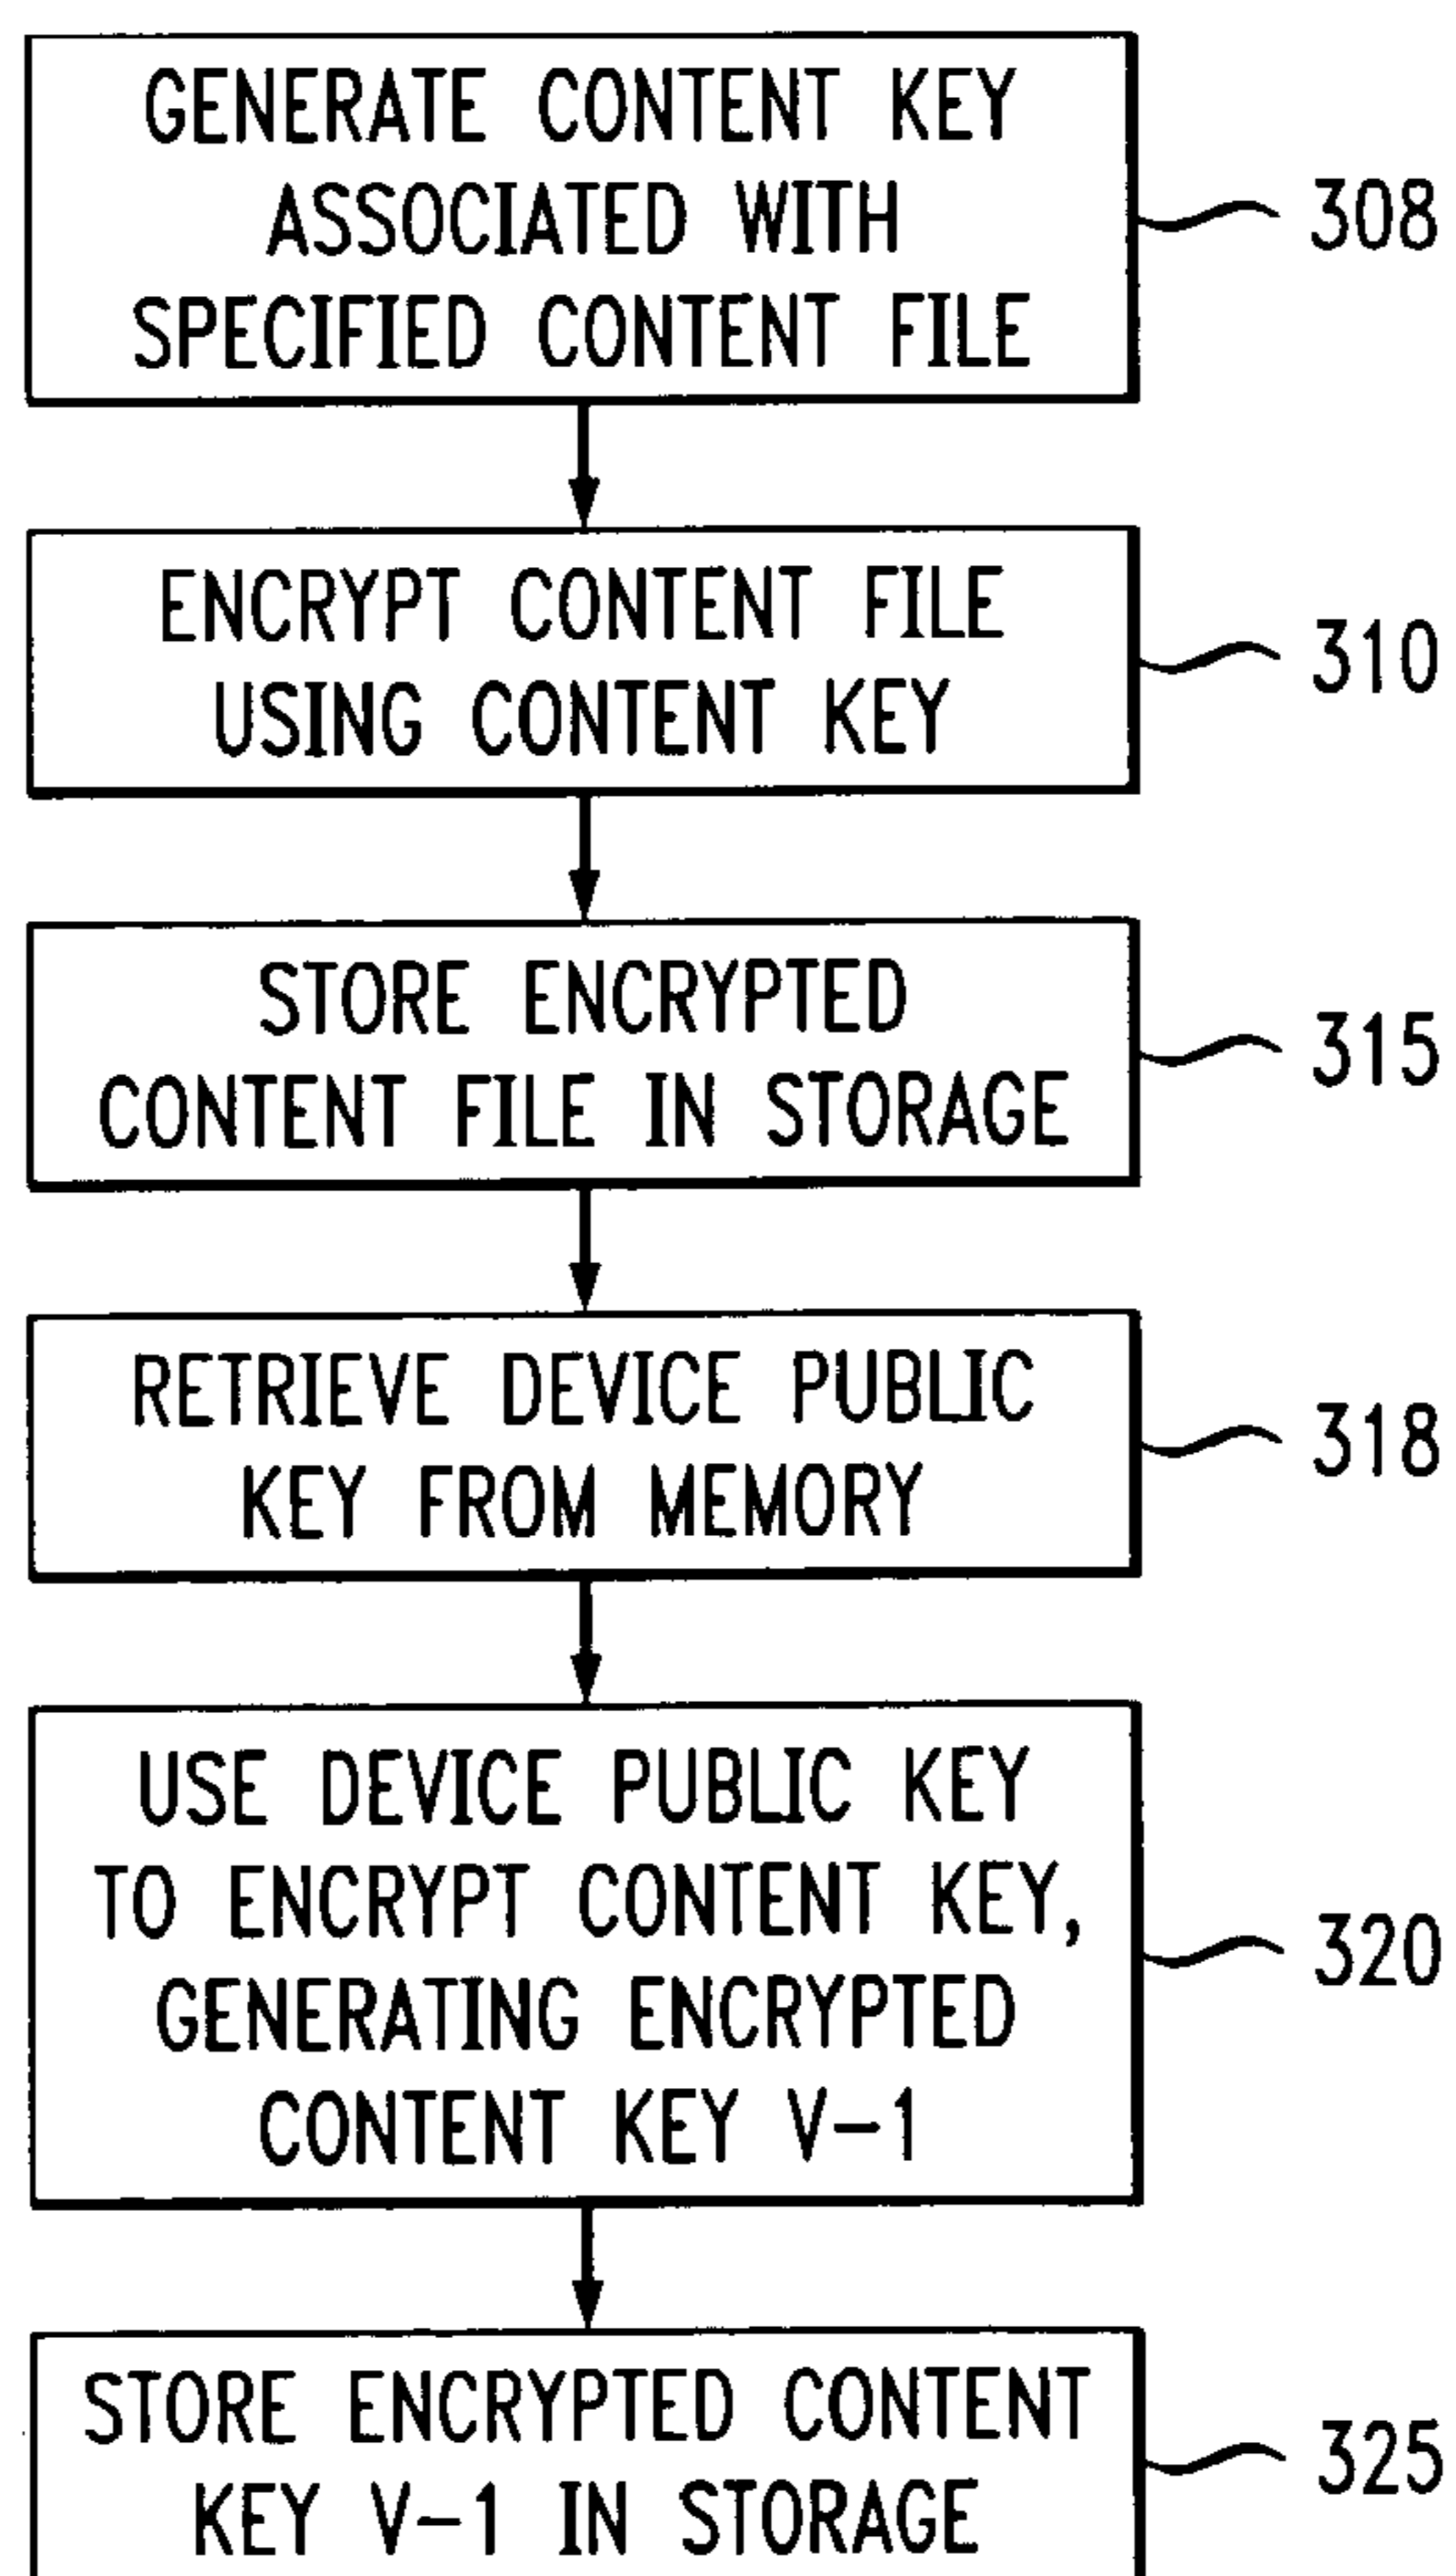 GENERATE CONTENT KEY
ASSOCIATED WITH
SPECIFIED CONTENT FILE
308
ENCRYPT CONTENT FILE
USING CONTENT KEY
310
STORE ENCRYPTED
CONTENT FILE IN STORAGE
315
RETRIEVE DEVICE PUBLIC
KEY FROM MEMORY
318
USE DEVICE PUBLIC KEY
TO ENCRYPT CONTENT KEY,
GENERATING ENCRYPTED
CONTENT KEY V-1
320
STORE ENCRYPTED CONTENT
KEY V-1 IN STORAGE
325